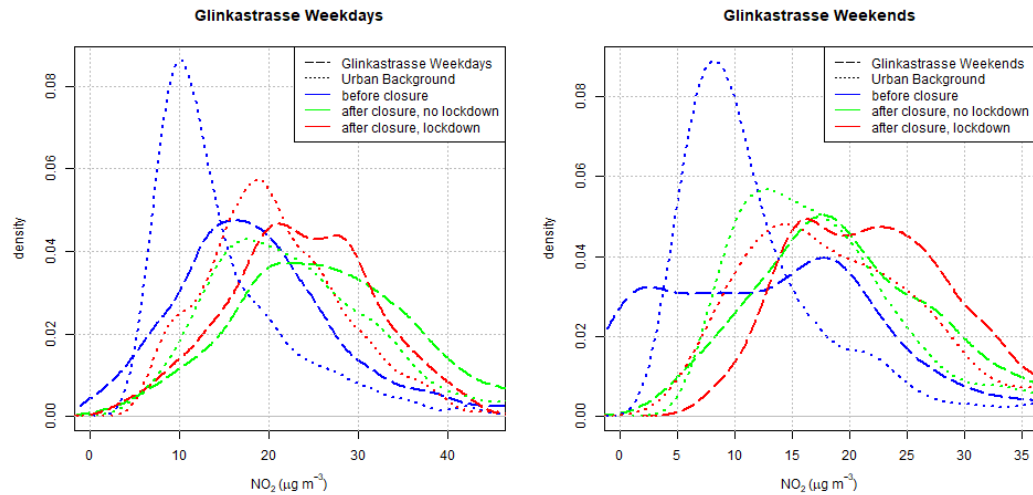 Glinkastrasse Weekdays
Glinkastrasse Weekdays
Urban Background
before closure
after closure, no lockdown
after closure, lockdown
density
0.00
0.02
0.04
0.06
0.08
0
10
20
30
40
NO₂ (µg m⁻³)
Glinkastrasse Weekends
Glinkastrasse Weekends
Urban Background
before closure
after closure, no lockdown
after closure, lockdown
density
0.00
0.02
0.04
0.06
0.08
0
5
10
15
20
25
30
35
NO₂ (µg m⁻³)